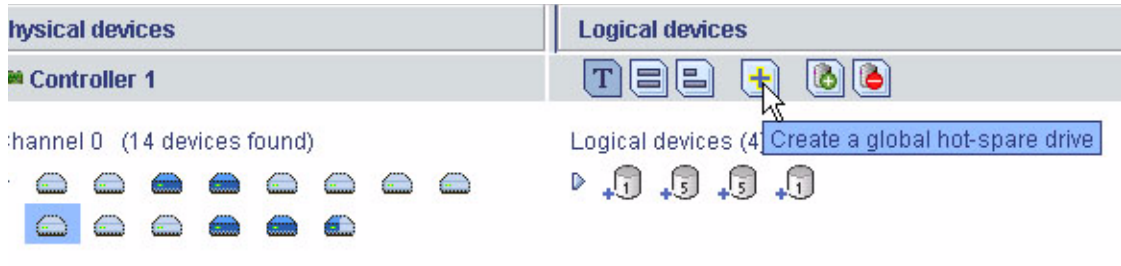 hysical devices
Logical devices
Controller 1
T
hannel 0 (14 devices found)
Logical devices (4)
Create a global hot-spare drive
1 5 5 1